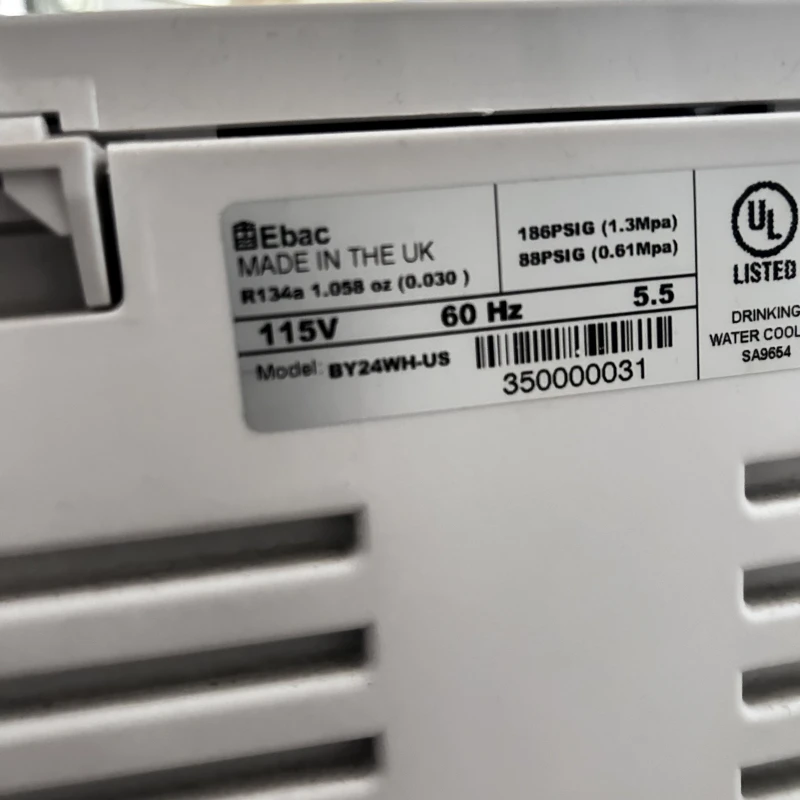 Ebac
MADE IN THE UK
R134a 1.058 oz (0.030 )
186PSIG (1.3Mpa)
88PSIG (0.61Mpa)
115V 60 Hz 5.5
Model: BY24WH-US
350000031
UL
LISTED
DRINKING
WATER COOL
SA9654